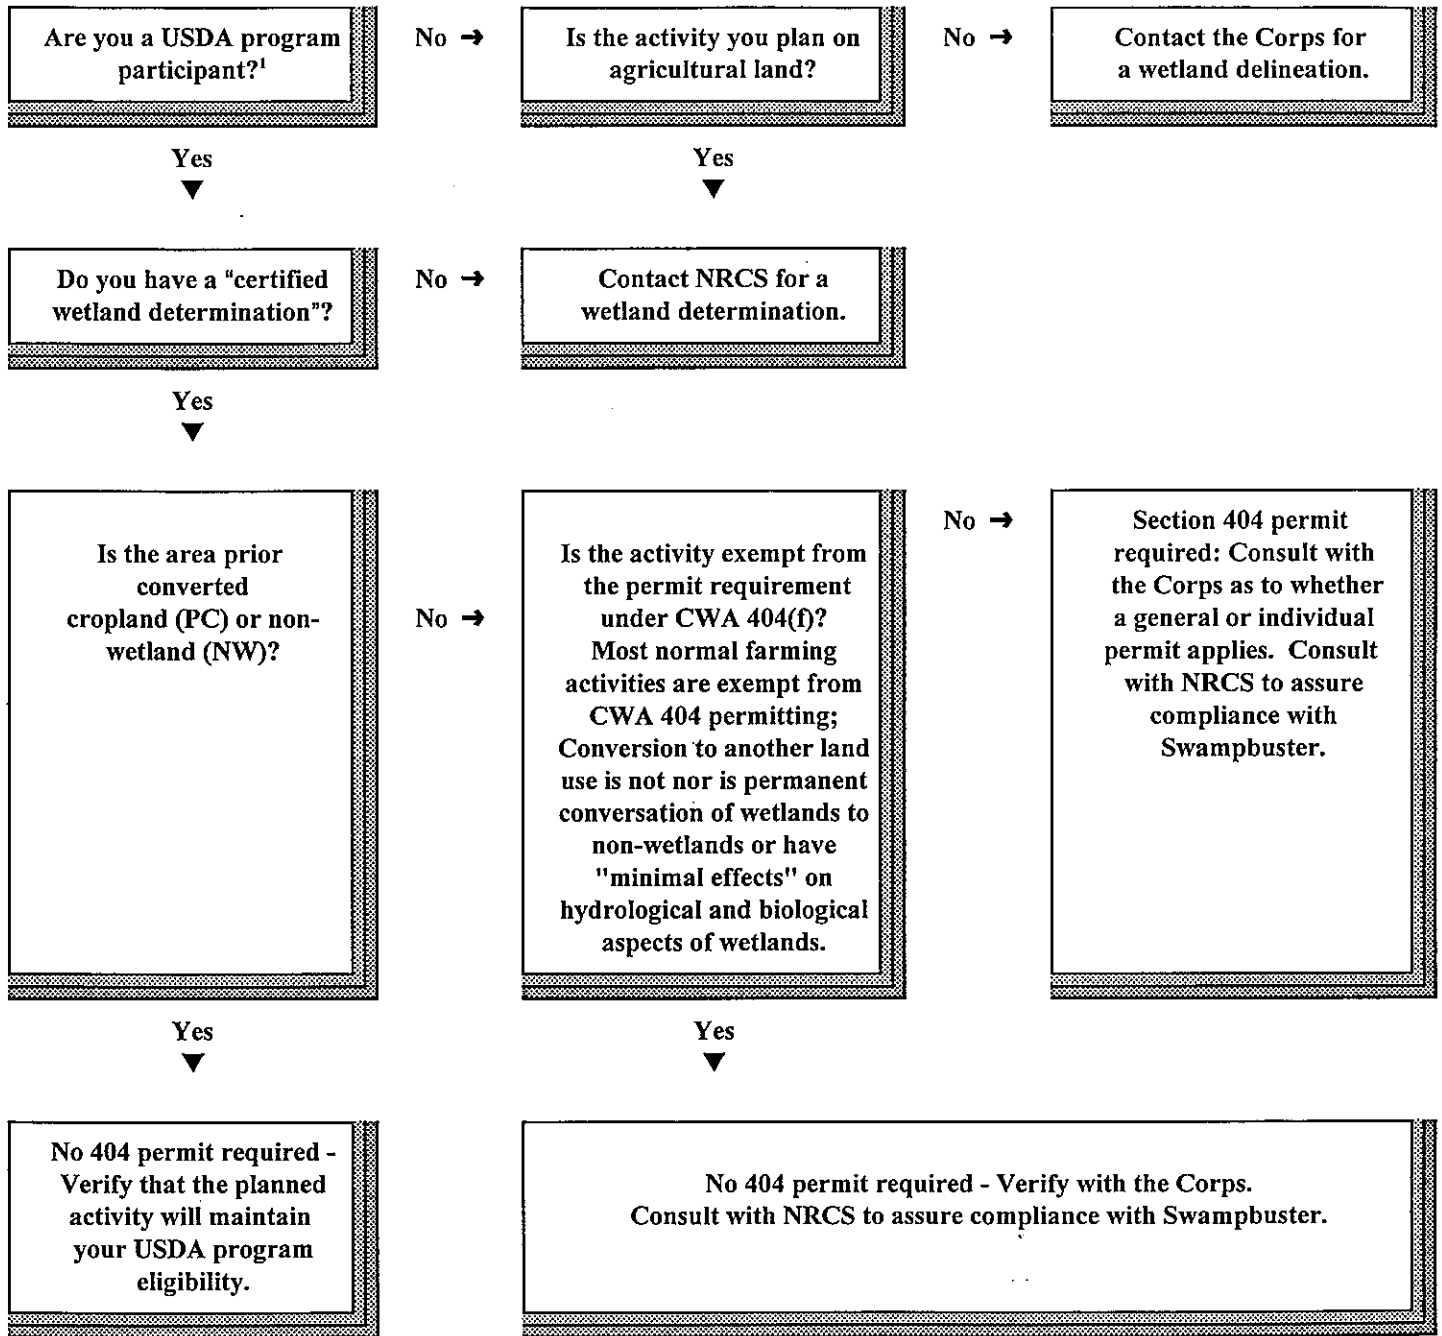 Are you a USDA program
participant?¹
No →
Is the activity you plan on
agricultural land?
No →
Contact the Corps for
a wetland delineation.
Yes
▼
Yes
▼
Do you have a "certified
wetland determination"?
No →
Contact NRCS for a
wetland determination.
Yes
▼
Is the area prior
converted
cropland (PC) or non-
wetland (NW)?
No →
Is the activity exempt from
the permit requirement
under CWA 404(f)?
Most normal farming
activities are exempt from
CWA 404 permitting;
Conversion to another land
use is not nor is permanent
conversation of wetlands to
non-wetlands or have
"minimal effects" on
hydrological and biological
aspects of wetlands.
No →
Section 404 permit
required: Consult with
the Corps as to whether
a general or individual
permit applies. Consult
with NRCS to assure
compliance with
Swampbuster.
Yes
▼
Yes
▼
No 404 permit required -
Verify that the planned
activity will maintain
your USDA program
eligibility.
No 404 permit required - Verify with the Corps.
Consult with NRCS to assure compliance with Swampbuster.